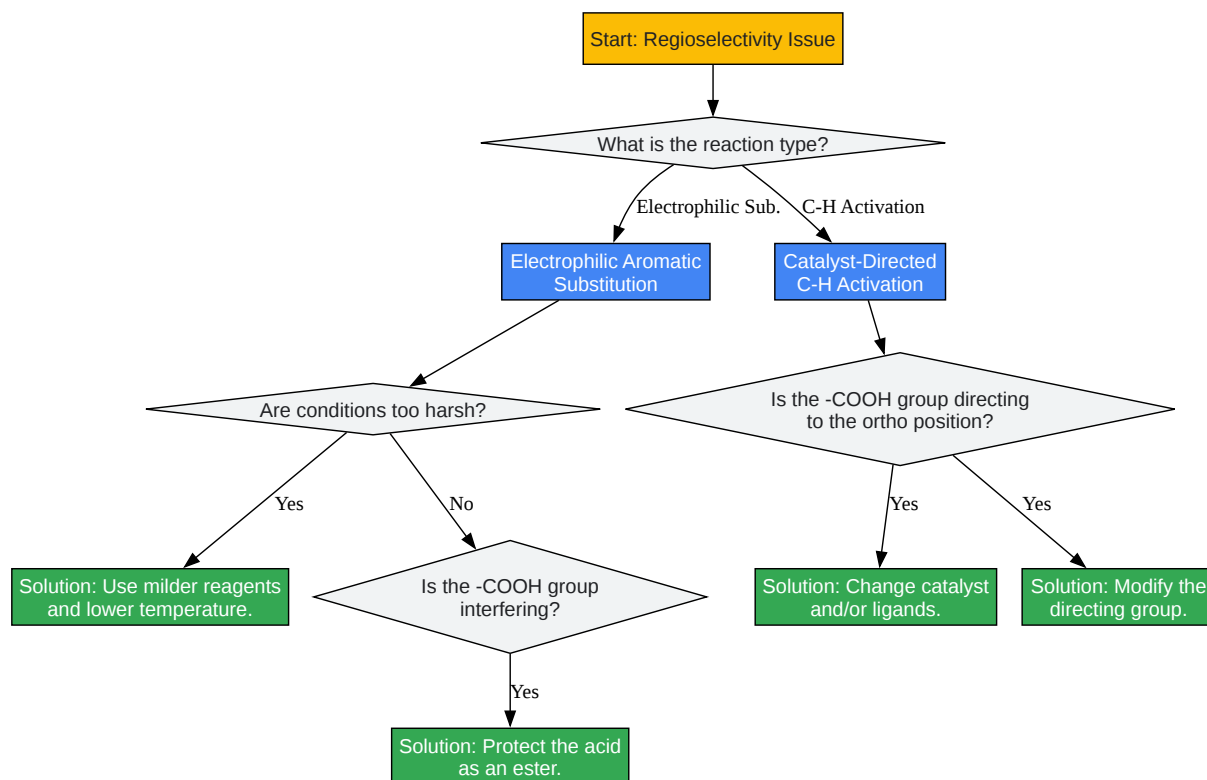 Start: Regioselectivity Issue
What is the reaction type?
Electrophilic Sub.
C-H Activation
Electrophilic Aromatic
Substitution
Catalyst-Directed
C-H Activation
Are conditions too harsh?
Is the -COOH group directing
to the ortho position?
Yes
No
Yes
Yes
Solution: Use milder reagents
and lower temperature.
Is the -COOH group
interfering?
Solution: Change catalyst
and/or ligands.
Solution: Modify the
directing group.
Yes
Solution: Protect the acid
as an ester.